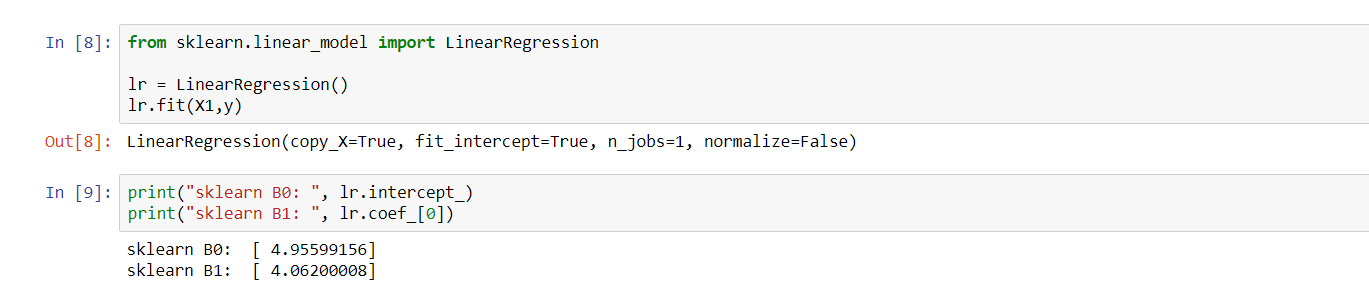 In [8]: from sklearn.linear_model import LinearRegression
lr = LinearRegression()
lr.fit(X1,y)
Out[8]: LinearRegression(copy_X=True, fit_intercept=True, n_jobs=1, normalize=False)
In [9]: print("sklearn B0: ", lr.intercept_)
print("sklearn B1: ", lr.coef_[0])
sklearn B0:  [ 4.95599156]
sklearn B1:  [ 4.06200008]